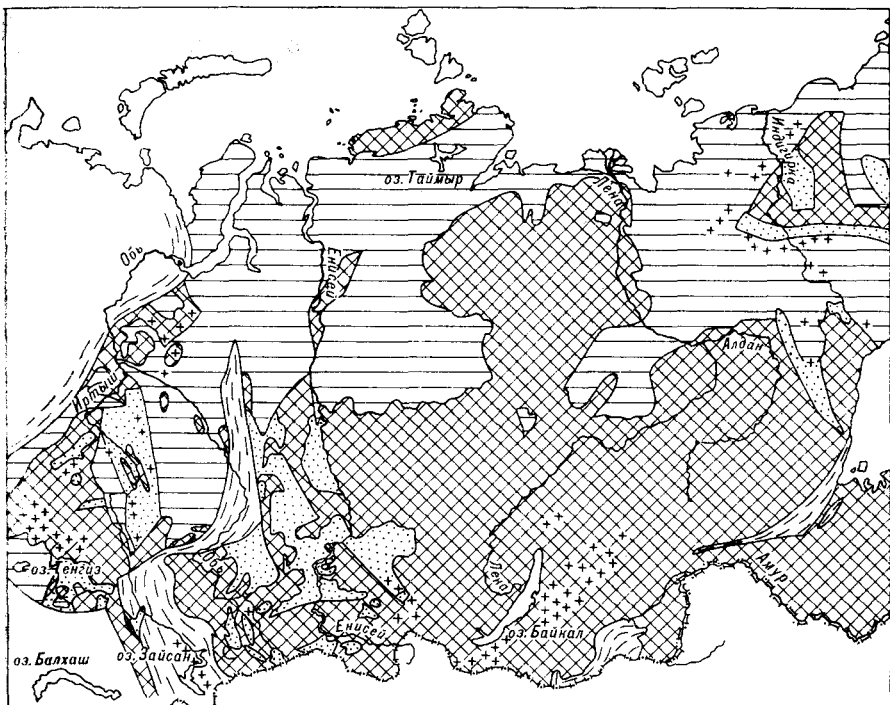 Индигирка
оз. Таймыр
Лена
Обь
Енисей
Иртыш
Алдан
оз. Тенгиз
Обь
Лена
Амур
Енисей
оз. Байкал
оз. Балхаш
оз. Зайсан